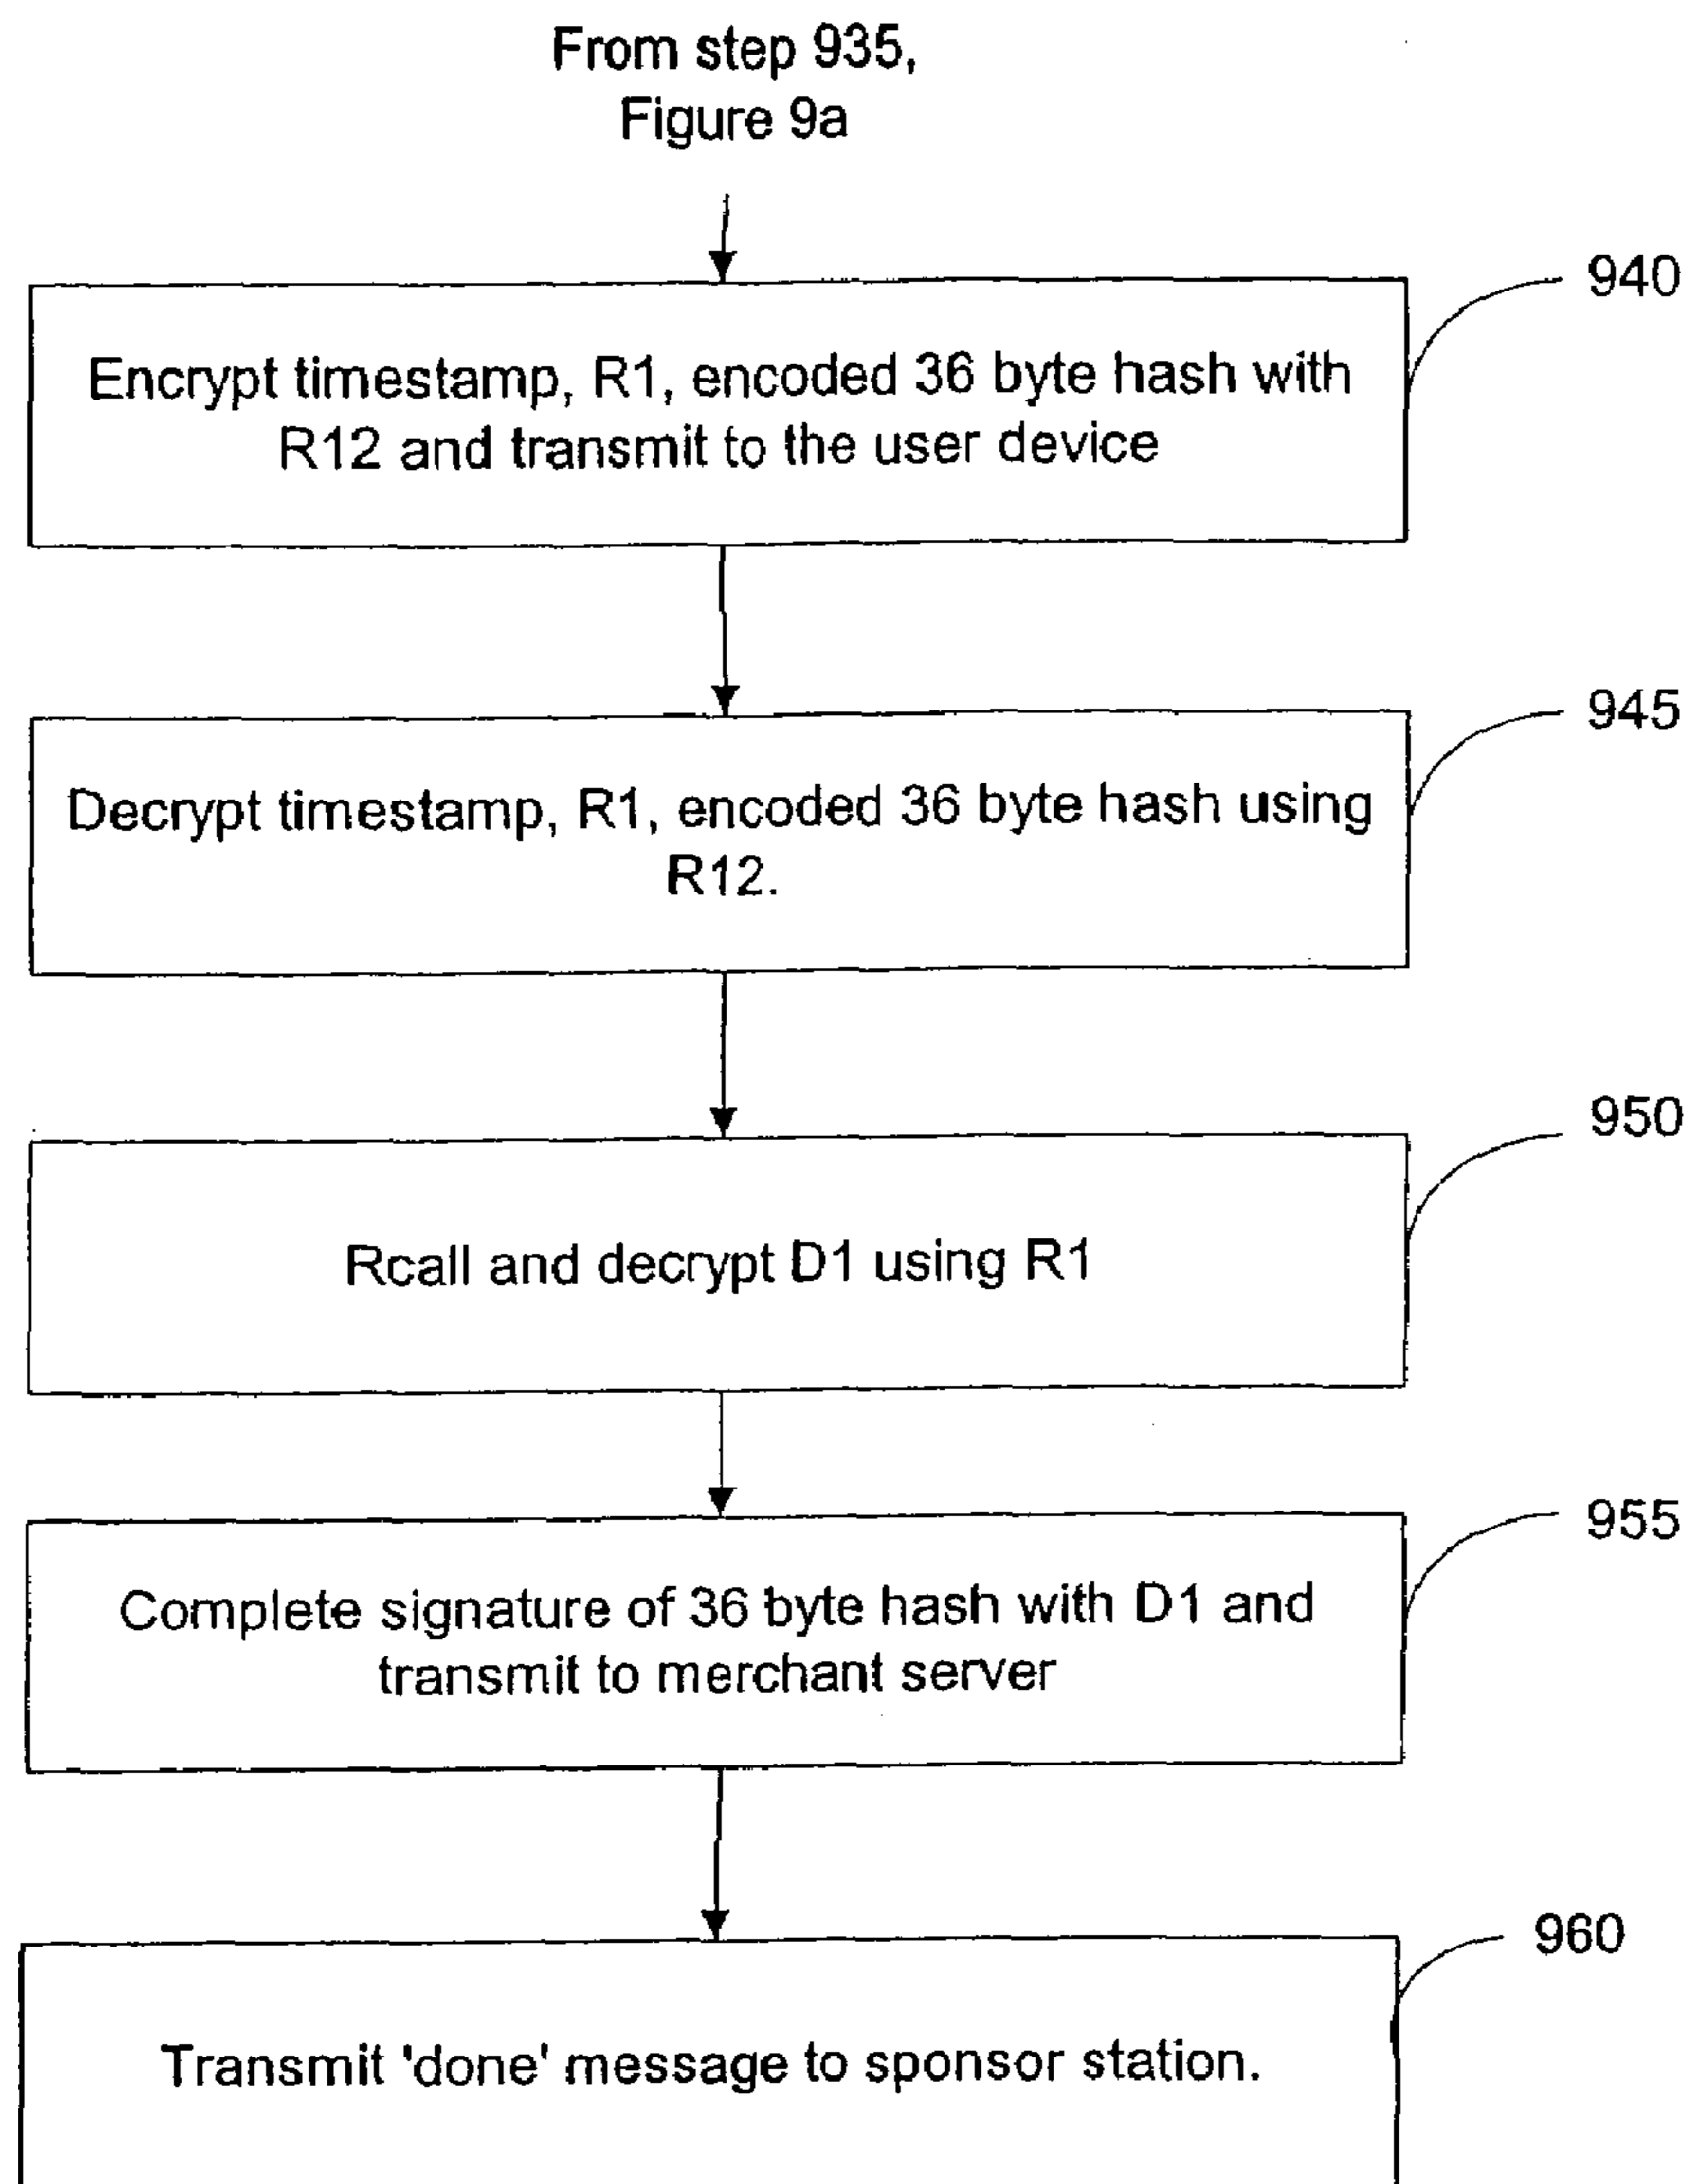 From step 935,
Figure 9a
940
Encrypt timestamp, R1, encoded 36 byte hash with
R12 and transmit to the user device
945
Decrypt timestamp, R1, encoded 36 byte hash using
R12.
950
Rcall and decrypt D1 using R1
955
Complete signature of 36 byte hash with D1 and
transmit to merchant server
960
Transmit 'done' message to sponsor station.